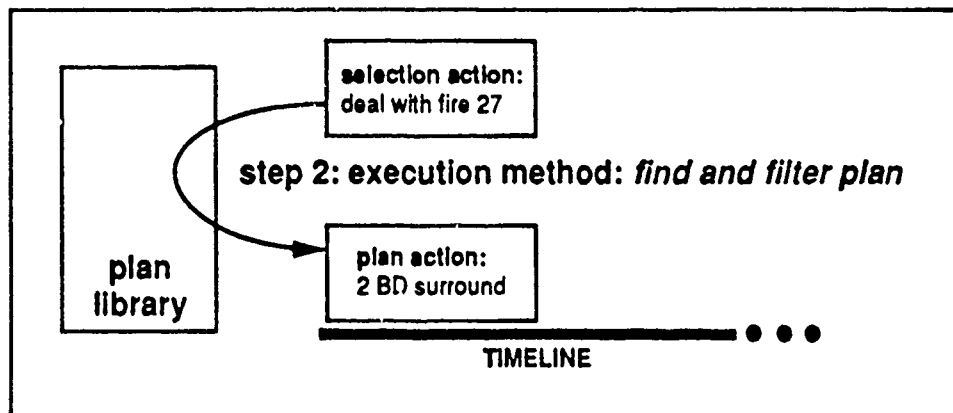 selection action:
deal with fire 27
step 2: execution method: find and filter plan
plan
library
plan action:
2 BD surround
TIMELINE